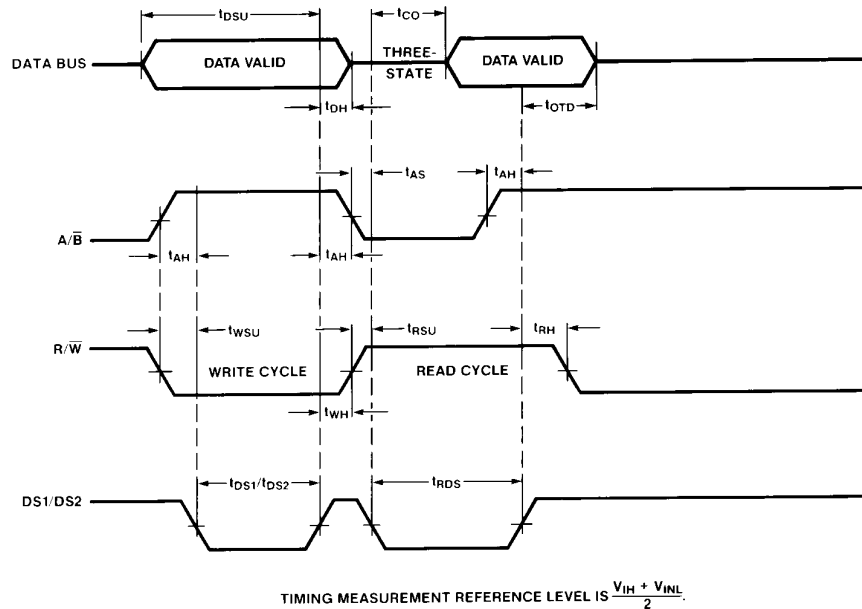 tDSU
tCO
DATA BUS
DATA VALID
THREE-
STATE
DATA VALID
tDH
tOTD
tAS
tAH
A/B̅
tAH
tAH
tWSU
tRSU
tRH
R/W̅
WRITE CYCLE
READ CYCLE
tWH
tDS1/tDS2
tRDS
DS1/DS2
TIMING MEASUREMENT REFERENCE LEVEL IS (VIH + VINL)/2.